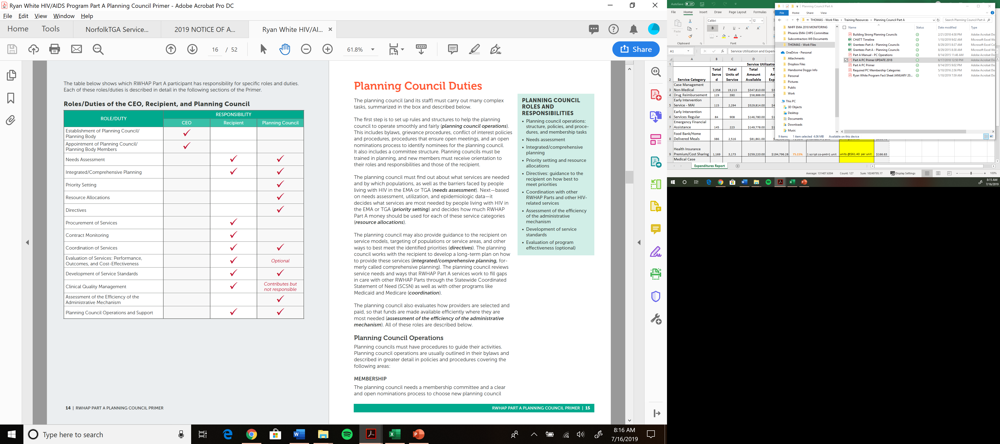 Ryan White HIV/AIDS Program Part A Planning Council Primer - Adobe Acrobat Pro DC
File Edit View Window Help
Home Tools NorfolkTGA Service... 2019 NOTICE OF A... Ryan White HIV/AI... ×
16 / 52 61.8% Share
The table below shows which RWHAP Part A participant has responsibility for specific roles and duties.
Each of these roles/duties is described in detail in the following sections of the Primer.
Roles/Duties of the CEO, Recipient, and Planning Council
ROLE/DUTY RESPONSIBILITY
CEO Recipient Planning Council
Establishment of Planning Council/
Planning Body ✓
Appointment of Planning Council/
Planning Body Members ✓
Needs Assessment ✓ ✓
Integrated/Comprehensive Planning ✓ ✓
Priority Setting ✓
Resource Allocations ✓
Directives ✓
Procurement of Services ✓
Contract Monitoring ✓
Coordination of Services ✓ ✓
Evaluation of Services: Performance,
Outcomes, and Cost-Effectiveness ✓ Optional
Development of Service Standards ✓ ✓
Clinical Quality Management ✓ Contributes but
not responsible
Assessment of the Efficiency of the
Administrative Mechanism ✓
Planning Council Operations and Support ✓ ✓
14 | RWHAP PART A PLANNING COUNCIL PRIMER
Planning Council Duties
The planning council (and its staff) must carry out many complex
tasks, summarized in the box and described below.
The first step is to set up rules and structures to help the planning
council to operate smoothly and fairly (planning council operations).
This includes bylaws, grievance procedures, conflict of interest policies
and procedures, procedures that ensure open meetings, and an open
nominations process to identify nominees for the planning council.
It also includes a committee structure. Planning councils must be
trained in planning, and new members must receive orientation to
their roles and responsibilities and those of the recipient.
The planning council must find out about what services are needed
and by which populations, as well as the barriers faced by people
living with HIV in the EMA or TGA (needs assessment). Next—based
on needs assessment, utilization, and epidemiologic data—it
decides what services are most needed by people living with HIV in
the EMA or TGA (priority setting) and decides how much RWHAP
Part A money should be used for each of these service categories
(resource allocations).
The planning council may also provide guidance to the recipient on
service models, targeting of populations or service areas, and other
ways to best meet the identified priorities (directives). The planning
council works with the recipient to develop a long-term plan on how
to provide these services (integrated/comprehensive planning, for-
merly called comprehensive planning). The planning council reviews
service needs and ways that RWHAP Part A services work to fill gaps
in care with other RWHAP Parts through the Statewide Coordinated
Statement of Need (SCSN) as well as with other programs like
Medicaid and Medicare (coordination).
The planning council also evaluates how providers are selected and
paid, so that funds are made available efficiently where they are
most needed (assessment of the efficiency of the administrative
mechanism). All of these roles are described below.
Planning Council Operations
Planning councils must have procedures to guide their activities.
Planning council operations are usually outlined in their bylaws and
described in greater detail in policies and procedures covering the
following areas:
MEMBERSHIP
The planning council needs a membership committee and a clear
and open nominations process to choose new planning council
PLANNING COUNCIL
ROLES AND
RESPONSIBILITIES
• Planning council operations:
structure, policies, and proce-
dures, and membership tasks
• Needs assessment
• Integrated/comprehensive
planning
• Priority setting and resource
allocations
• Directives: guidance to the
recipient on how best to
meet priorities
• Coordination with other
RWHAP Parts and other HIV-
related services
• Assessment of the efficiency
of the administrative
mechanism
• Development of service
standards
• Evaluation of program
effectiveness (optional)
RWHAP PART A PLANNING COUNCIL PRIMER | 15
Type here to search
8:16 AM
7/16/2019
AutoSave Off
File Home Insert Draw Page Layout Formulas
Paste Calibri 12
B I U
Clipboard Font
A1 Service Utilization and Expen
A B C D
1 Service Utilizatio
2 Service Category Total Serve d Total Units of Service Total Amount Available
Case Management
3 Non-Medical 2,358 19,213 $347,810.00
4 Drug Reimbursement 129 390 $58,888.00
Early Intervention
5 Service - MAI 115 2,294 $529,814.00
Early Intervention
6 Services Regular 84 908 $146,780.00
Emergency Financial
7 Assistance 145 223 $149,778.00
Food Bank/Home
8 Delivered Meals 386 2,516 $81,861.00
Health Insurance
9 Premium/Cost Sharing 1,169 3,173 $259,220.00 $194,796.28 75.15% 1 script co-pmt=1 unit units @$61.40 per unit $166.63
Medical Case
Expenditures Report
Average: 131407.6304 Count: 127 Sum: 10249795.17 Display Settings 100%
8:15 AM
7/16/2019
Planning Council Part A
File Home Share View
« THOMAS - Work Files › Training Resources › Planning Council Part A Search Planning Council Part A
NHFF EMA 2018 MONITORING
Phoenix EMA CHPS Committee
Subcontractors W9 Documents
THOMAS - Work Files
OneDrive - Personal
Attachments
Dropbox Files
Handsome Doggo Info
Personal
Pictures
Public
Work
This PC
3D Objects
Desktop
Documents
Downloads
Music
Name Status Date modified Type
Building Strong Planning Councils 2/21/2018 4:58 PM Adobe Acrobat Do
CHATT Timeline 1/10/2019 9:02 AM Microsoft Excel Wo
Grantees-Part A - Planning Councils 8/29/2015 8:37 AM Microsoft Excel Co
Grantees-Part A - Planning Councils 8/29/2015 8:38 AM Microsoft Excel Wo
Part A Manual - PC Operations 8/14/2015 11:46 AM Adobe Acrobat Do
Part A PC Primer UPDATE 2018 6/17/2018 12:50 PM Adobe Acrobat Do
Part A PC Primer 8/14/2015 9:02 PM Adobe Acrobat Do
Required PC Membership Categories 5/10/2016 2:56 PM Adobe Acrobat Do
Ryan White Program Fact Sheet JANUARY 20... 1/10/2019 7:59 AM Adobe Acrobat Do
9 items 1 item selected 4.06 MB Available on this device